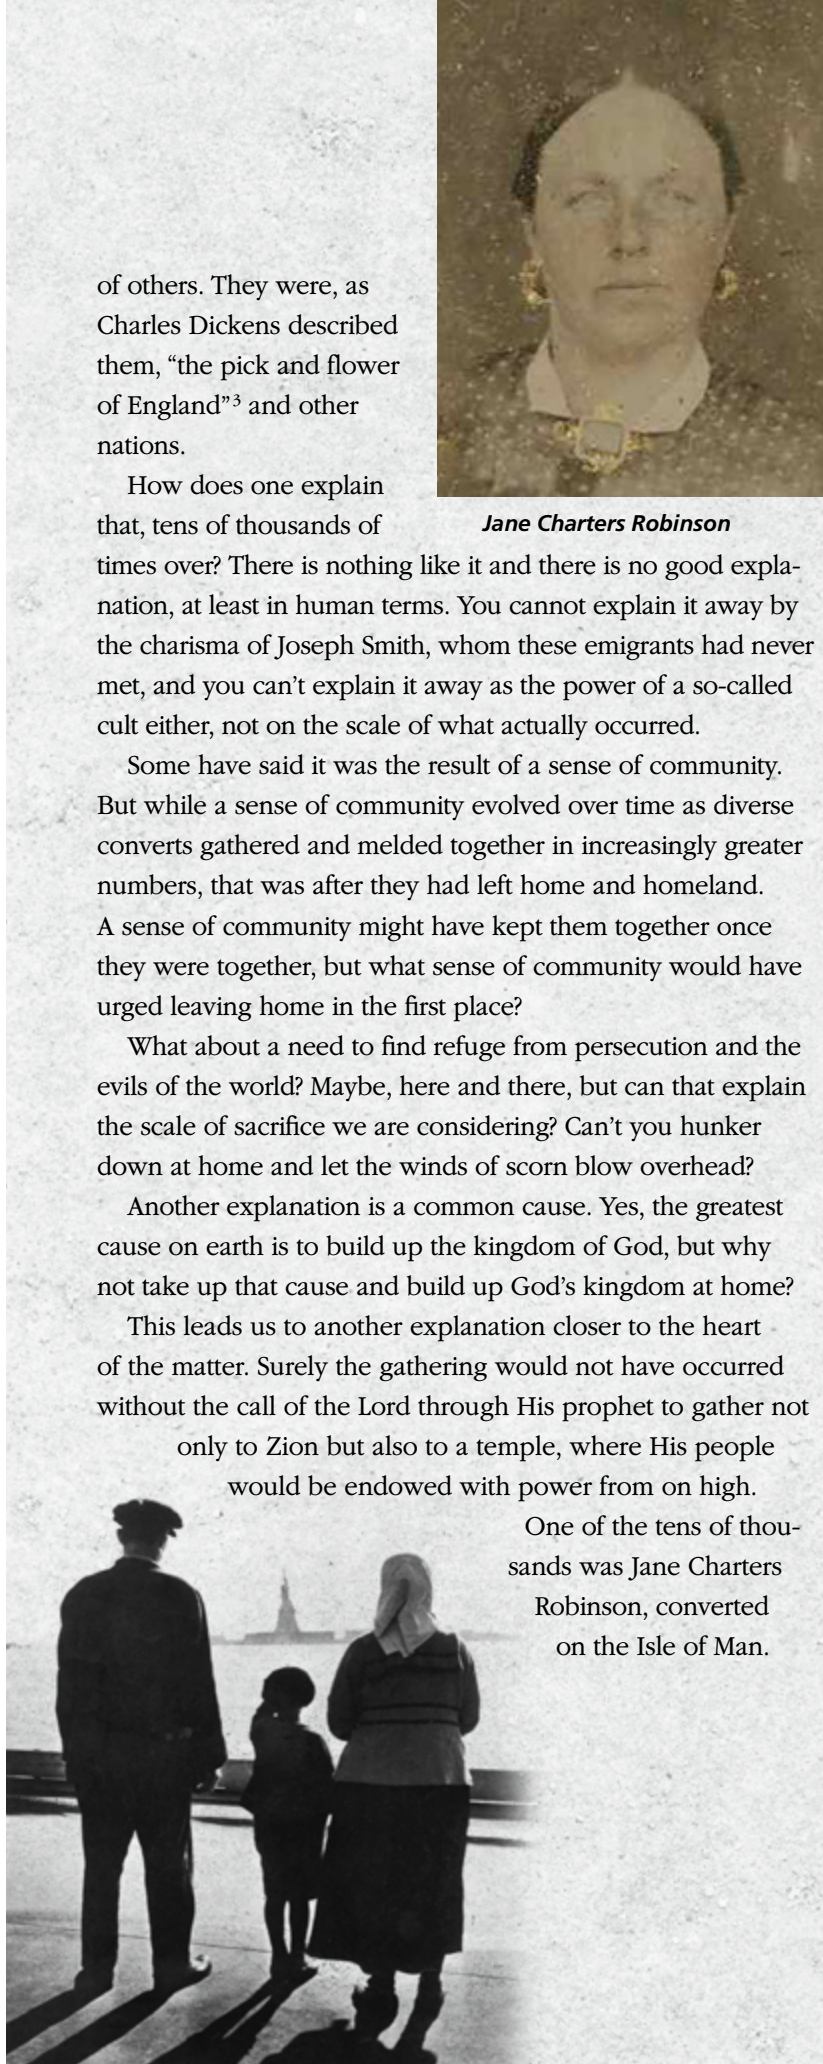 of others. They were, as
Charles Dickens described
them, “the pick and flower
of England”³ and other
nations.
How does one explain
that, tens of thousands of
Jane Charters Robinson
times over? There is nothing like it and there is no good expla-
nation, at least in human terms. You cannot explain it away by
the charisma of Joseph Smith, whom these emigrants had never
met, and you can’t explain it away as the power of a so-called
cult either, not on the scale of what actually occurred.
Some have said it was the result of a sense of community.
But while a sense of community evolved over time as diverse
converts gathered and melded together in increasingly greater
numbers, that was after they had left home and homeland.
A sense of community might have kept them together once
they were together, but what sense of community would have
urged leaving home in the first place?
What about a need to find refuge from persecution and the
evils of the world? Maybe, here and there, but can that explain
the scale of sacrifice we are considering? Can’t you hunker
down at home and let the winds of scorn blow overhead?
Another explanation is a common cause. Yes, the greatest
cause on earth is to build up the kingdom of God, but why
not take up that cause and build up God’s kingdom at home?
This leads us to another explanation closer to the heart
of the matter. Surely the gathering would not have occurred
without the call of the Lord through His prophet to gather not
only to Zion but also to a temple, where His people
would be endowed with power from on high.
One of the tens of thou-
sands was Jane Charters
Robinson, converted
on the Isle of Man.